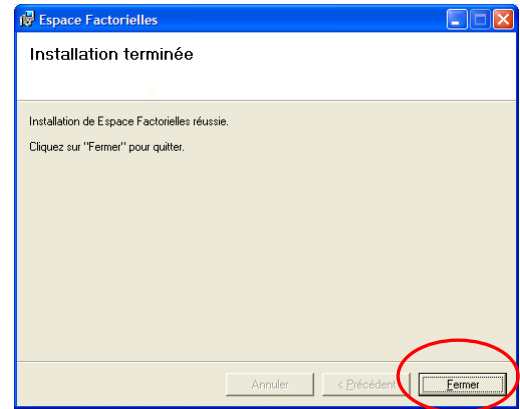 Espace Factorielles
Installation terminée
Installation de Espace Factorielles réussie.
Cliquez sur "Fermer" pour quitter.
Annuler
< Précédent
Fermer